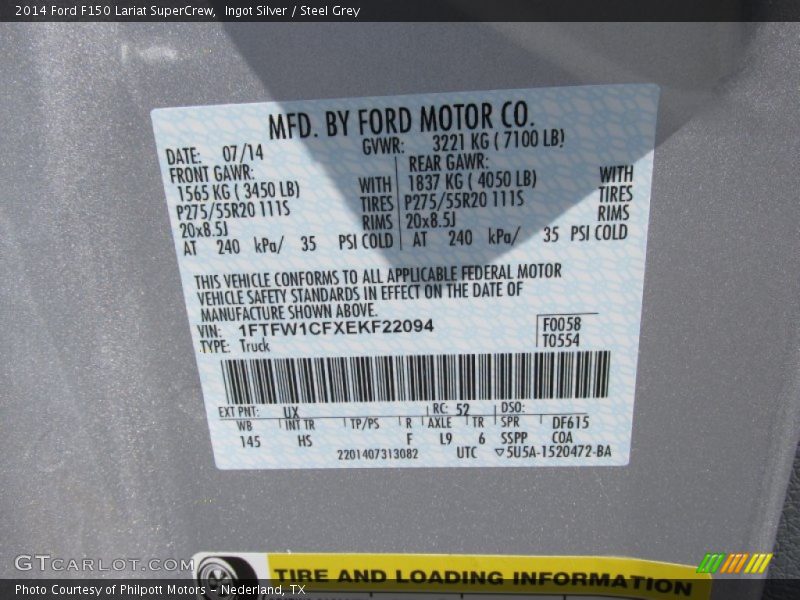 2014 Ford F150 Lariat SuperCrew,  Ingot Silver / Steel Grey
MFD. BY FORD MOTOR CO.
DATE: 07/14 GVWR: 3221 KG ( 7100 LB)
FRONT GAWR: REAR GAWR:
1565 KG ( 3450 LB) WITH 1837 KG ( 4050 LB) WITH
P275/55R20 111S TIRES P275/55R20 111S TIRES
20x8.5J RIMS 20x8.5J RIMS
AT 240 kPa/ 35 PSI COLD AT 240 kPa/ 35 PSI COLD
THIS VEHICLE CONFORMS TO ALL APPLICABLE FEDERAL MOTOR
VEHICLE SAFETY STANDARDS IN EFFECT ON THE DATE OF
MANUFACTURE SHOWN ABOVE.
VIN: 1FTFW1CFXEKF22094 F0058
TYPE: Truck T0554
EXT PNT: UX RC: 52 DSO:
WB INT TR TP/PS R AXLE TR SPR DF615
145 HS F L9 6 SSPP COA
2201407313082 UTC ▽5U5A-1520472-BA
TIRE AND LOADING INFORMATION
GTCARLOT.COM
Photo Courtesy of Philpott Motors – Nederland, TX